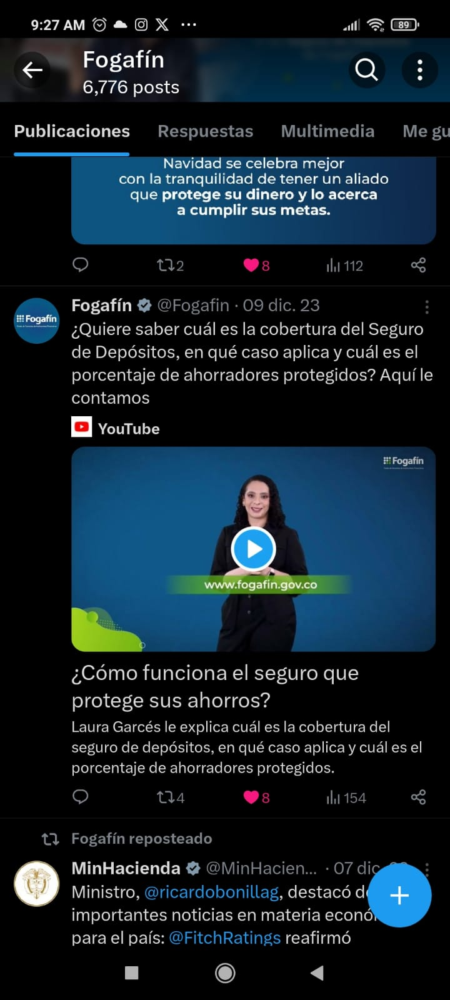 9:27 AM
89
Fogafín
6,776 posts
Publicaciones Respuestas Multimedia Me gu
Navidad se celebra mejor
con la tranquilidad de tener un aliado
que protege su dinero y lo acerca
a cumplir sus metas.
2 8 112
Fogafín @Fogafin · 09 dic. 23
Fogafín
¿Quiere saber cuál es la cobertura del Seguro
de Depósitos, en qué caso aplica y cuál es el
porcentaje de ahorradores protegidos? Aquí le
contamos
YouTube
Fogafín
www.fogafin.gov.co
¿Cómo funciona el seguro que
protege sus ahorros?
Laura Garcés le explica cuál es la cobertura del
seguro de depósitos, en qué caso aplica y cuál es el
porcentaje de ahorradores protegidos.
4 8 154
Fogafín reposteado
MinHacienda @MinHacien... · 07 dic
Ministro, @ricardobonillag, destacó
importantes noticias en materia econó
para el país: @FitchRatings reafirmó